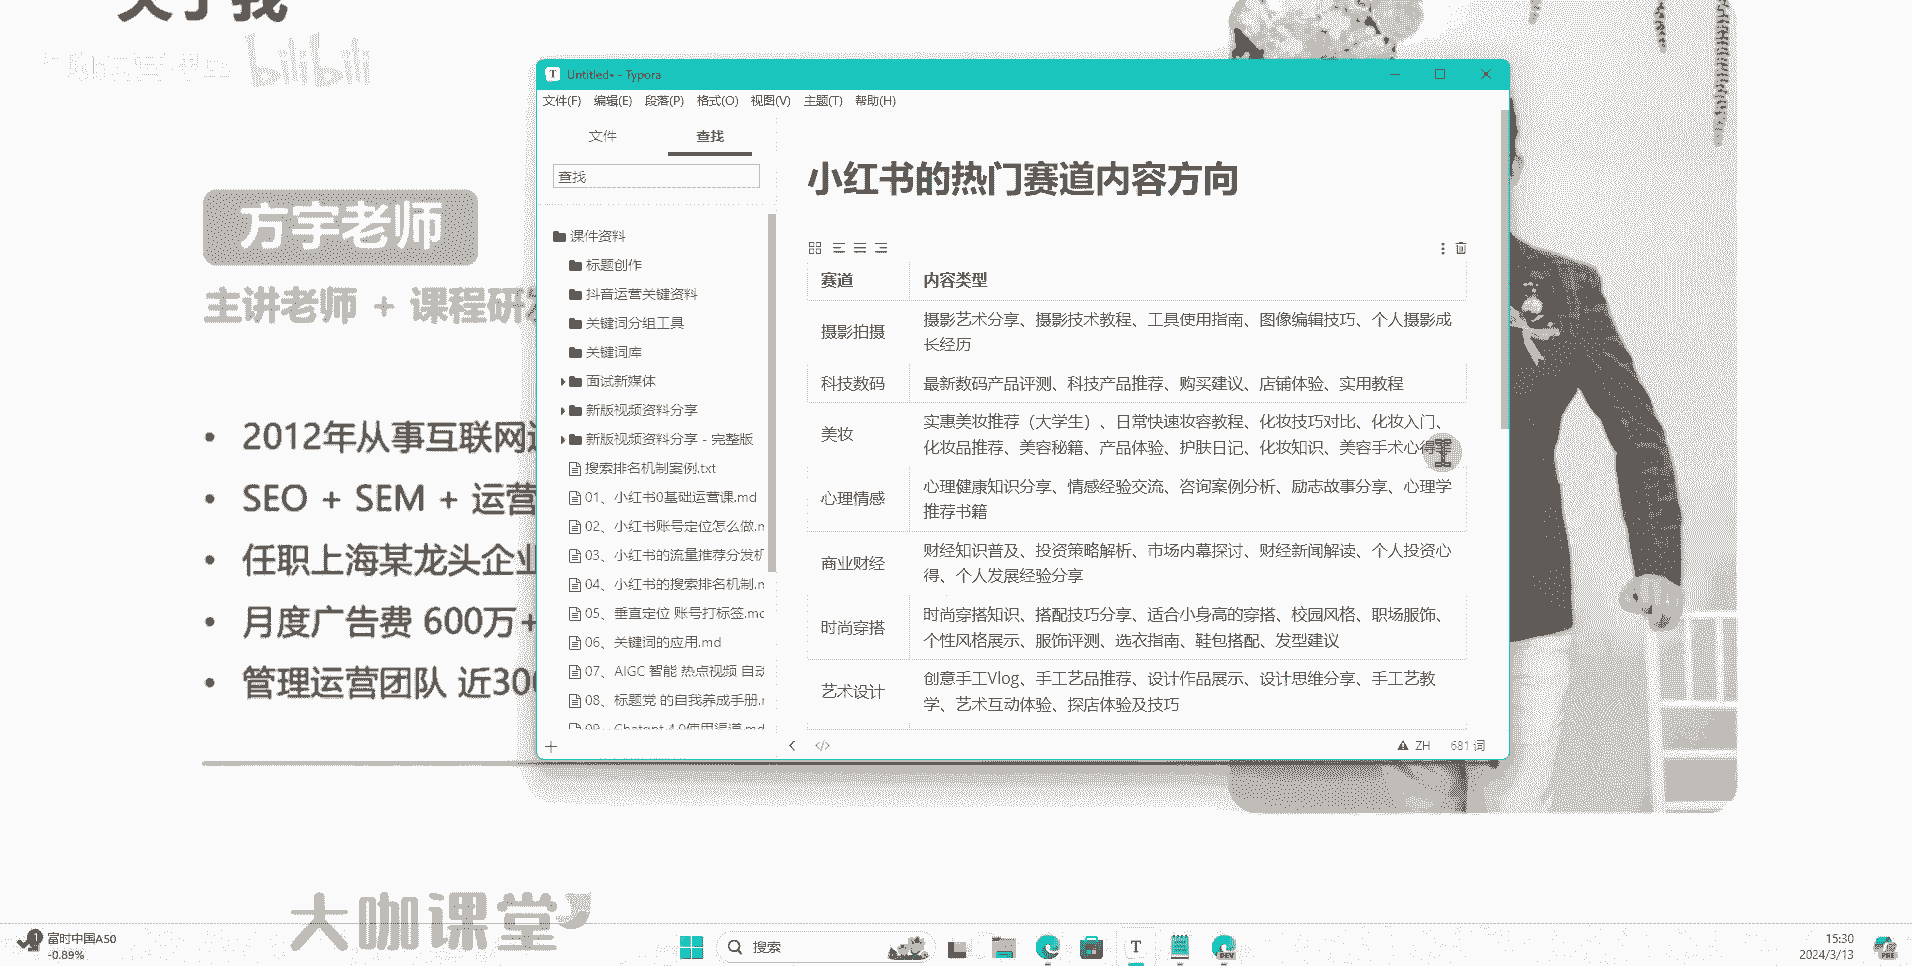 关于我
bilibili
方宇老师
主讲老师 + 课程研发
• 2012年从事互联网
• SEO + SEM + 运营
• 任职上海某龙头企业
• 月度广告费 600万+
• 管理运营团队 近300
大咖课堂
Untitled• - Typora
文件(F) 编辑(E) 段落(P) 格式(O) 视图(V) 主题(T) 帮助(H)
文件 查找
查找
课件资料
标题创作
抖音运营关键资料
关键词分组工具
关键词库
面试新媒体
新版视频资料分享
新版视频资料分享 - 完整版
搜索排名机制案例.txt
01、小红书0基础运营课.md
02、小红书账号定位怎么做.m
03、小红书的流量推荐分发机
04、小红书的搜索排名机制.m
05、垂直定位 账号打标签.mc
06、关键词的应用.md
07、AIGC 智能 热点视频 自动
08、标题党 的自我养成手册.r
09、Chatgpt 4.0使用渠道.md
小红书的热门赛道内容方向
赛道 内容类型
摄影拍摄 摄影艺术分享、摄影技术教程、工具使用指南、图像编辑技巧、个人摄影成
长经历
科技数码 最新数码产品评测、科技产品推荐、购买建议、店铺体验、实用教程
美妆 实惠美妆推荐（大学生）、日常快速妆容教程、化妆技巧对比、化妆入门、
化妆品推荐、美容秘籍、产品体验、护肤日记、化妆知识、美容手术心得等
心理情感 心理健康知识分享、情感经验交流、咨询案例分析、励志故事分享、心理学
推荐书籍
商业财经 财经知识普及、投资策略解析、市场内幕探讨、财经新闻解读、个人投资心
得、个人发展经验分享
时尚穿搭 时尚穿搭知识、搭配技巧分享、适合小身高的穿搭、校园风格、职场服饰、
个性风格展示、服饰评测、选衣指南、鞋包搭配、发型建议
艺术设计 创意手工Vlog、手工艺品推荐、设计作品展示、设计思维分享、手工艺教
学、艺术互动体验、探店体验及技巧
ZH 681 词
1
富时中国A50
-0.89%
搜索
T
DEV
15:30
2024/3/13
PRE